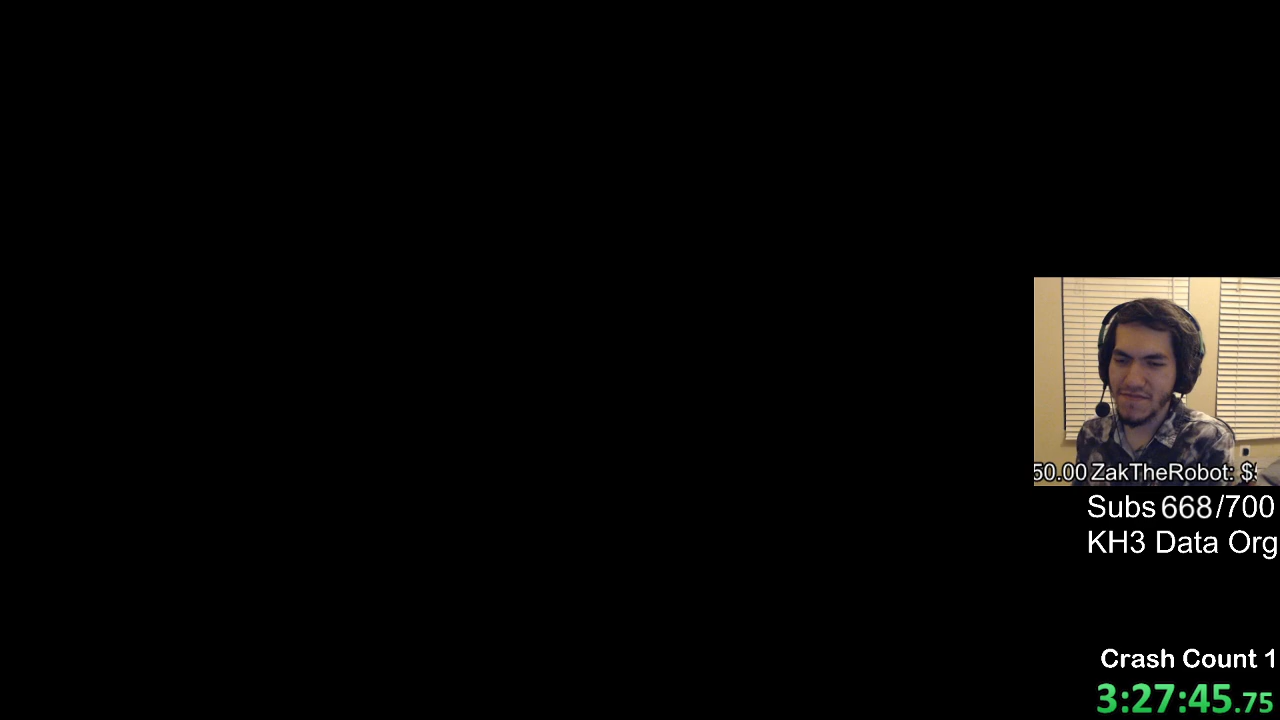 50.00 ZakTheRobot: $
Subs 668/700
KH3 Data Org
Crash Count 1
3:27:45.75